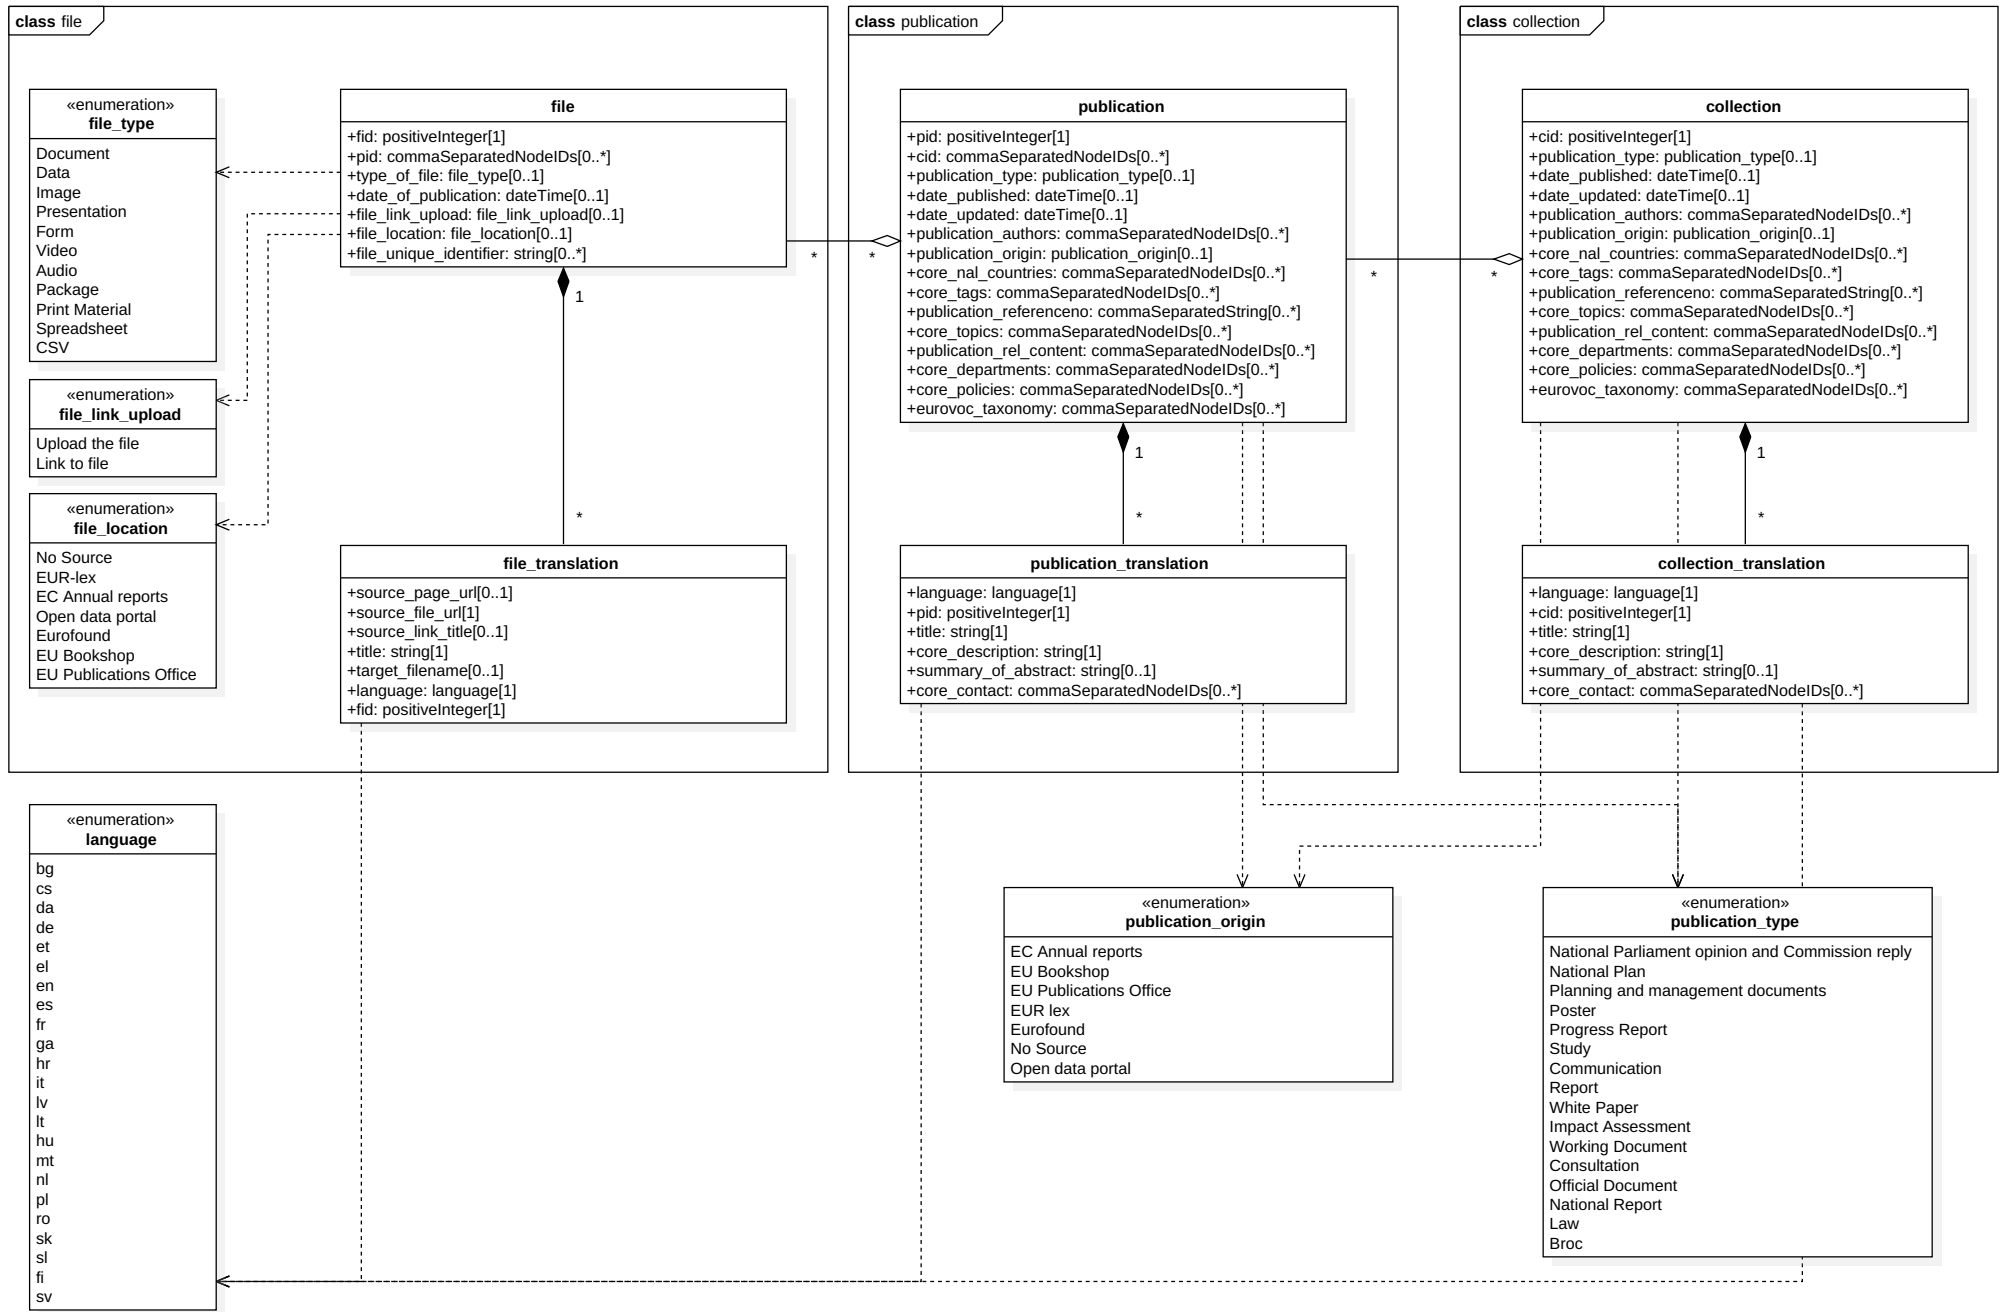 class file
«enumeration»
file_type
Document
Data
Image
Presentation
Form
Video
Audio
Package
Print Material
Spreadsheet
CSV
«enumeration»
file_link_upload
Upload the file
Link to file
«enumeration»
file_location
No Source
EUR-lex
EC Annual reports
Open data portal
Eurofound
EU Bookshop
EU Publications Office
file
+fid: positiveInteger[1]
+pid: commaSeparatedNodeIDs[0..*]
+type_of_file: file_type[0..1]
+date_of_publication: dateTime[0..1]
+file_link_upload: file_link_upload[0..1]
+file_location: file_location[0..1]
+file_unique_identifier: string[0..*]
1
*
*
*
file_translation
+source_page_url[0..1]
+source_file_url[1]
+source_link_title[0..1]
+title: string[1]
+target_filename[0..1]
+language: language[1]
+fid: positiveInteger[1]
class publication
publication
+pid: positiveInteger[1]
+cid: commaSeparatedNodeIDs[0..*]
+publication_type: publication_type[0..1]
+date_published: dateTime[0..1]
+date_updated: dateTime[0..1]
+publication_authors: commaSeparatedNodeIDs[0..*]
+publication_origin: publication_origin[0..1]
+core_nal_countries: commaSeparatedNodeIDs[0..*]
+core_tags: commaSeparatedNodeIDs[0..*]
+publication_referenceno: commaSeparatedString[0..*]
+core_topics: commaSeparatedNodeIDs[0..*]
+publication_rel_content: commaSeparatedNodeIDs[0..*]
+core_departments: commaSeparatedNodeIDs[0..*]
+core_policies: commaSeparatedNodeIDs[0..*]
+eurovoc_taxonomy: commaSeparatedNodeIDs[0..*]
1
*
*
*
publication_translation
+language: language[1]
+pid: positiveInteger[1]
+title: string[1]
+core_description: string[1]
+summary_of_abstract: string[0..1]
+core_contact: commaSeparatedNodeIDs[0..*]
class collection
collection
+cid: positiveInteger[1]
+publication_type: publication_type[0..1]
+date_published: dateTime[0..1]
+date_updated: dateTime[0..1]
+publication_authors: commaSeparatedNodeIDs[0..*]
+publication_origin: publication_origin[0..1]
+core_nal_countries: commaSeparatedNodeIDs[0..*]
+core_tags: commaSeparatedNodeIDs[0..*]
+publication_referenceno: commaSeparatedString[0..*]
+core_topics: commaSeparatedNodeIDs[0..*]
+publication_rel_content: commaSeparatedNodeIDs[0..*]
+core_departments: commaSeparatedNodeIDs[0..*]
+core_policies: commaSeparatedNodeIDs[0..*]
+eurovoc_taxonomy: commaSeparatedNodeIDs[0..*]
1
*
collection_translation
+language: language[1]
+cid: positiveInteger[1]
+title: string[1]
+core_description: string[1]
+summary_of_abstract: string[0..1]
+core_contact: commaSeparatedNodeIDs[0..*]
«enumeration»
language
bg
cs
da
de
et
el
en
es
fr
ga
hr
it
lv
lt
hu
mt
nl
pl
ro
sk
sl
fi
sv
«enumeration»
publication_origin
EC Annual reports
EU Bookshop
EU Publications Office
EUR lex
Eurofound
No Source
Open data portal
«enumeration»
publication_type
National Parliament opinion and Commission reply
National Plan
Planning and management documents
Poster
Progress Report
Study
Communication
Report
White Paper
Impact Assessment
Working Document
Consultation
Official Document
National Report
Law
Broc